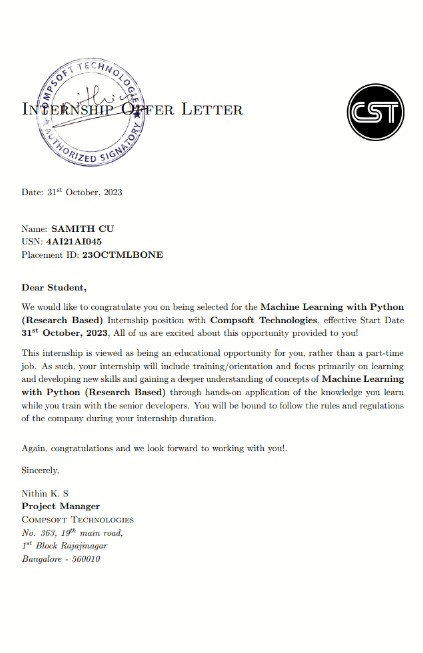 COMPSOFT TECHNOLOGIES
★ AUTHORIZED SIGNATORY ★
INTERNSHIP OFFER LETTER
CST
Date: 31st October, 2023
Name: SAMITH CU
USN: 4AI21AI045
Placement ID: 23OCTMLBONE
Dear Student,
We would like to congratulate you on being selected for the Machine Learning with Python
(Research Based) Internship position with Compsoft Technologies, effective Start Date
31st October, 2023, All of us are excited about this opportunity provided to you!
This internship is viewed as being an educational opportunity for you, rather than a part-time
job. As such, your internship will include training/orientation and focus primarily on learning
and developing new skills and gaining a deeper understanding of concepts of Machine Learning
with Python (Research Based) through hands-on application of the knowledge you learn
while you train with the senior developers. You will be bound to follow the rules and regulations
of the company during your internship duration.
Again, congratulations and we look forward to working with you!.
Sincerely,
Nithin K. S
Project Manager
COMPSOFT TECHNOLOGIES
No. 363, 19th main road,
1st Block Rajajinagar
Bangalore - 560010